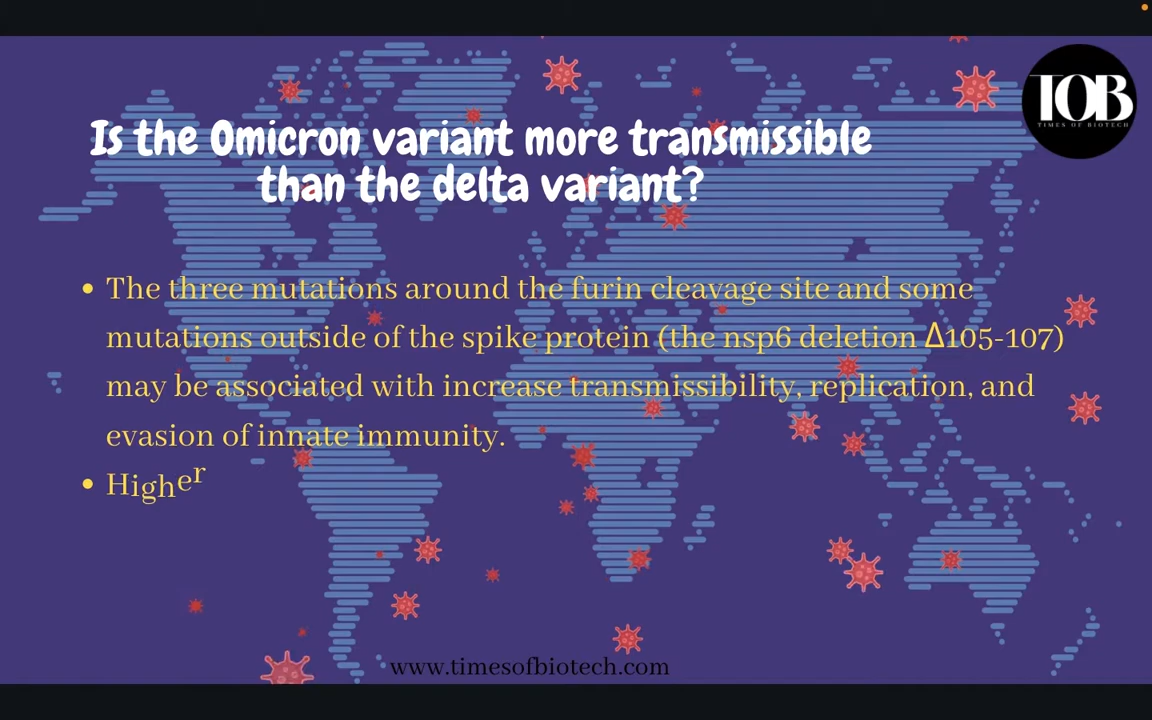 TOB
TIMES OF BIOTECH
Is the Omicron variant more transmissible
than the delta variant?
• The three mutations around the furin cleavage site and some
mutations outside of the spike protein (the nsp6 deletion Δ105-107)
may be associated with increase transmissibility, replication, and
evasion of innate immunity.
• Higher
www.timesofbiotech.com